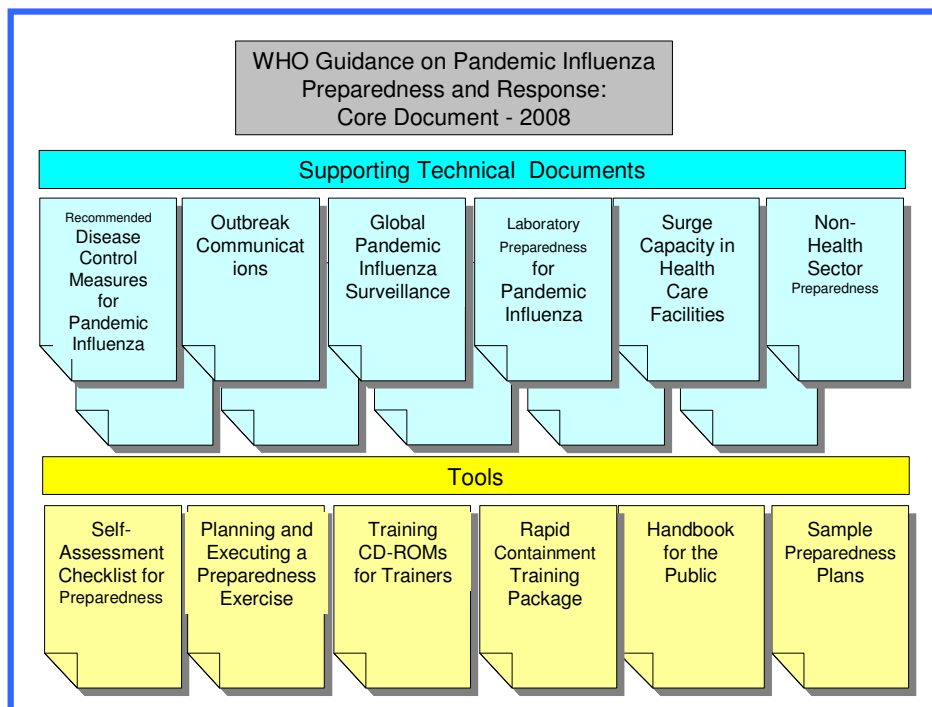 WHO Guidance on Pandemic Influenza
Preparedness and Response:
Core Document - 2008
Supporting Technical Documents
Recommended
Disease
Control
Measures
for
Pandemic
Influenza
Outbreak
Communicat
ions
Global
Pandemic
Influenza
Surveillance
Laboratory
Preparedness
for
Pandemic
Influenza
Surge
Capacity in
Health
Care
Facilities
Non-
Health
Sector
Preparedness
Tools
Self-
Assessment
Checklist for
Preparedness
Planning and
Executing a
Preparedness
Exercise
Training
CD-ROMs
for Trainers
Rapid
Containment
Training
Package
Handbook
for the
Public
Sample
Preparedness
Plans